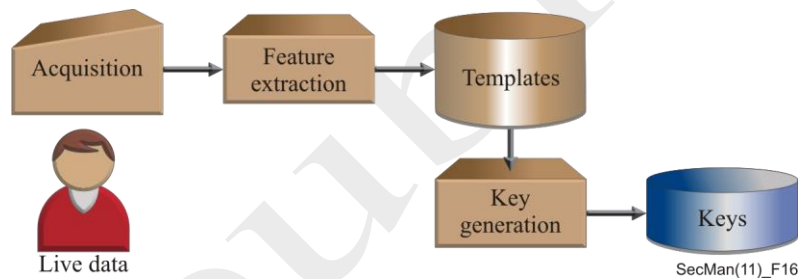 Acquisition
Feature
extraction
Templates
Live data
Key
generation
Keys
SecMan(11)_F16